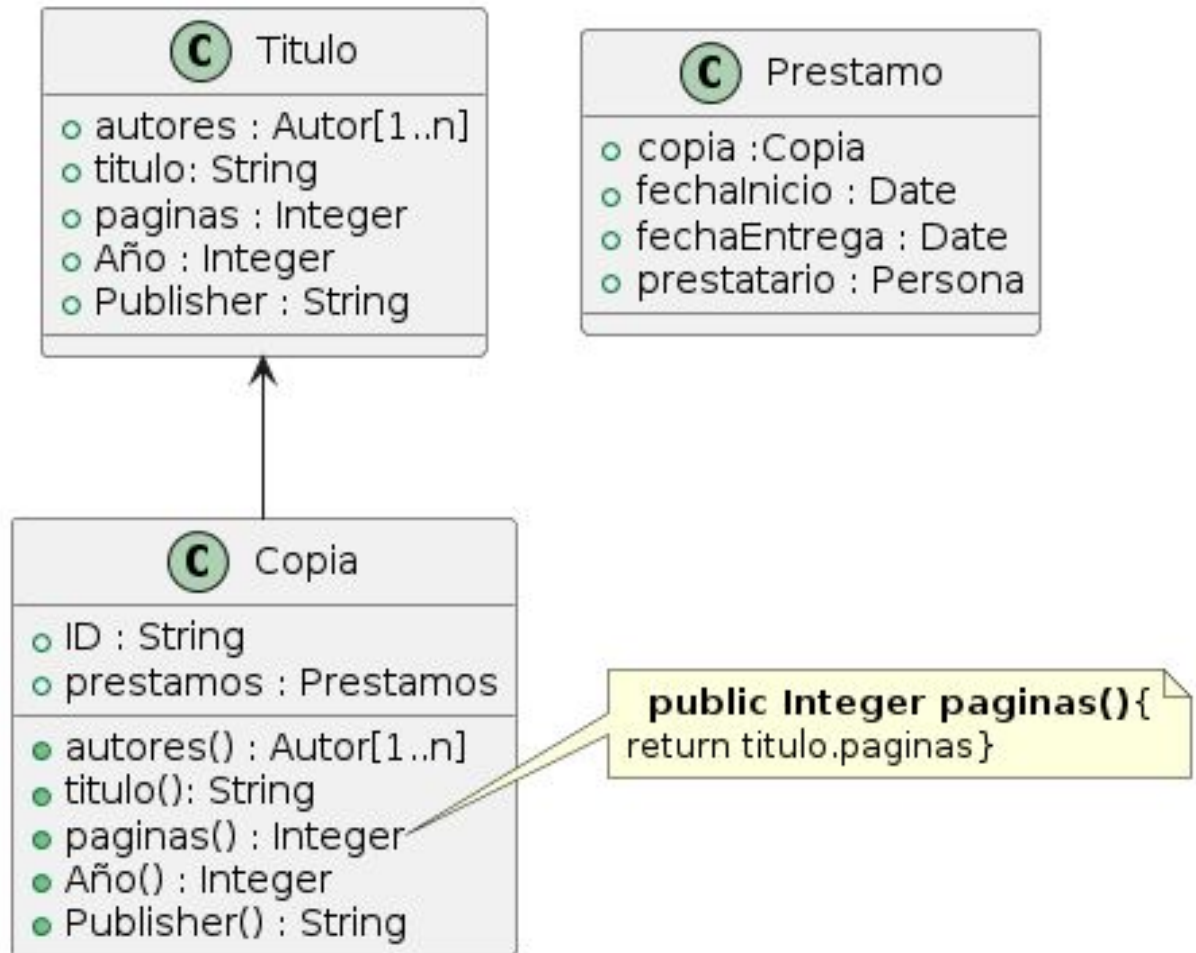 C Titulo
autores : Autor[1..n]
titulo: String
paginas : Integer
Año : Integer
Publisher : String
C Prestamo
copia :Copia
fechaInicio : Date
fechaEntrega : Date
prestatario : Persona
C Copia
ID : String
prestamos : Prestamos
autores() : Autor[1..n]
titulo(): String
paginas() : Integer
Año() : Integer
Publisher() : String
public Integer paginas(){
return titulo.paginas}